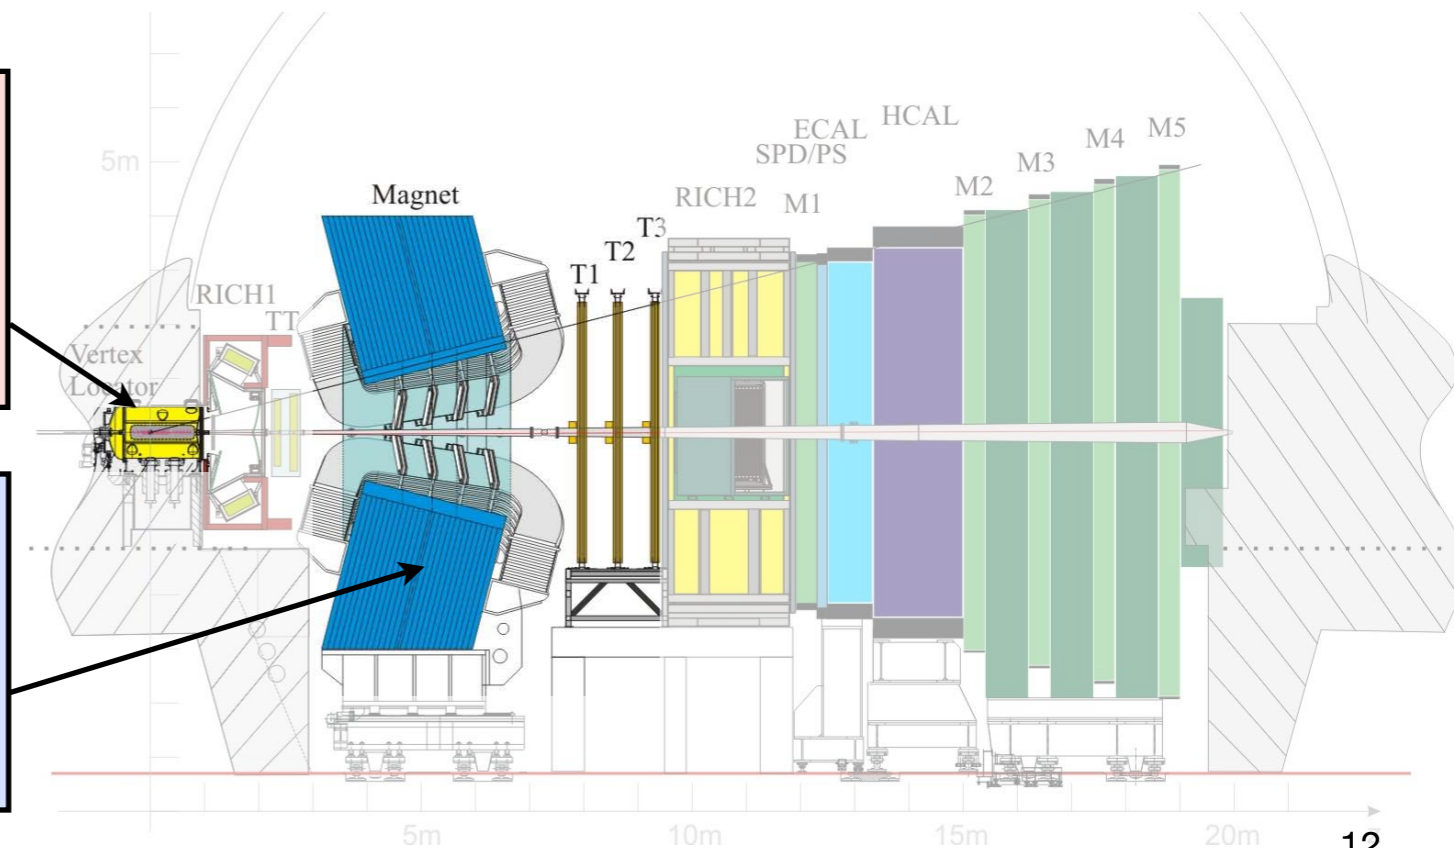 HCAL
ECAL
M5
SPD/PS
M4
5m
M3
M2
Magnet
RICH2
M1
T3
T2
T1
RICH1
TT
Vertex
Locator
5m
10m
15m
20m
12